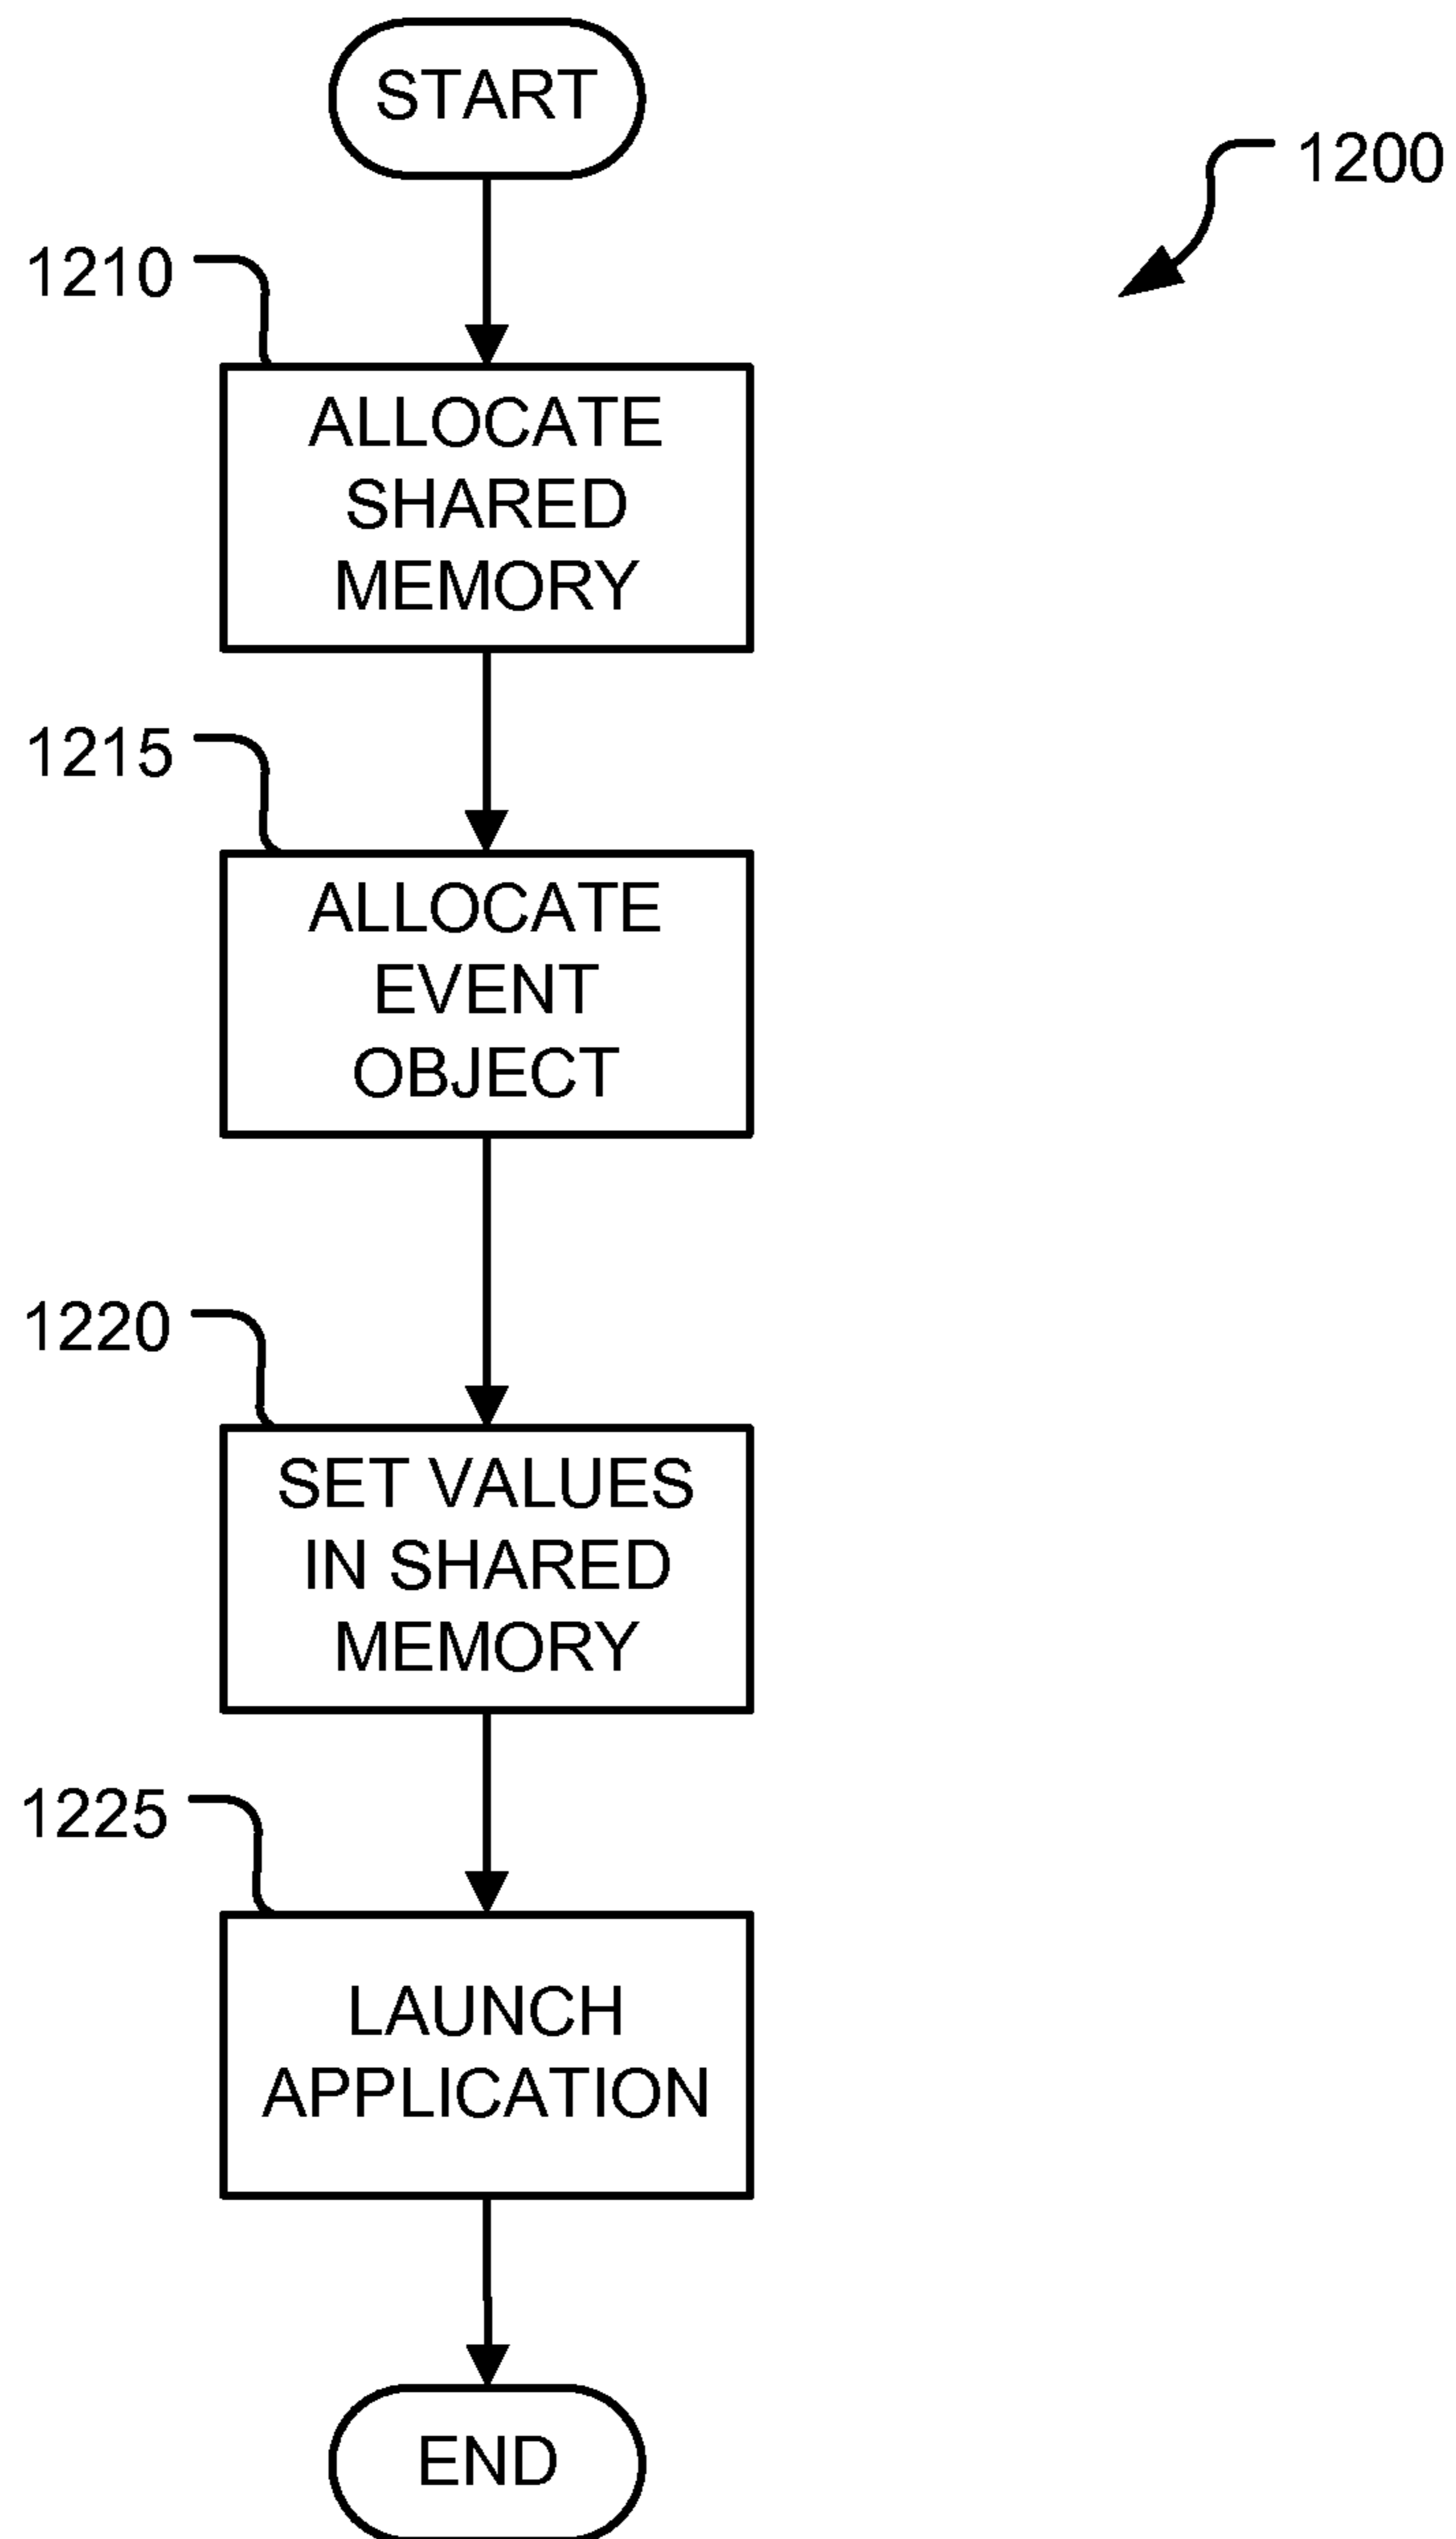 START
1200
1210
ALLOCATE
SHARED
MEMORY
1215
ALLOCATE
EVENT
OBJECT
1220
SET VALUES
IN SHARED
MEMORY
1225
LAUNCH
APPLICATION
END